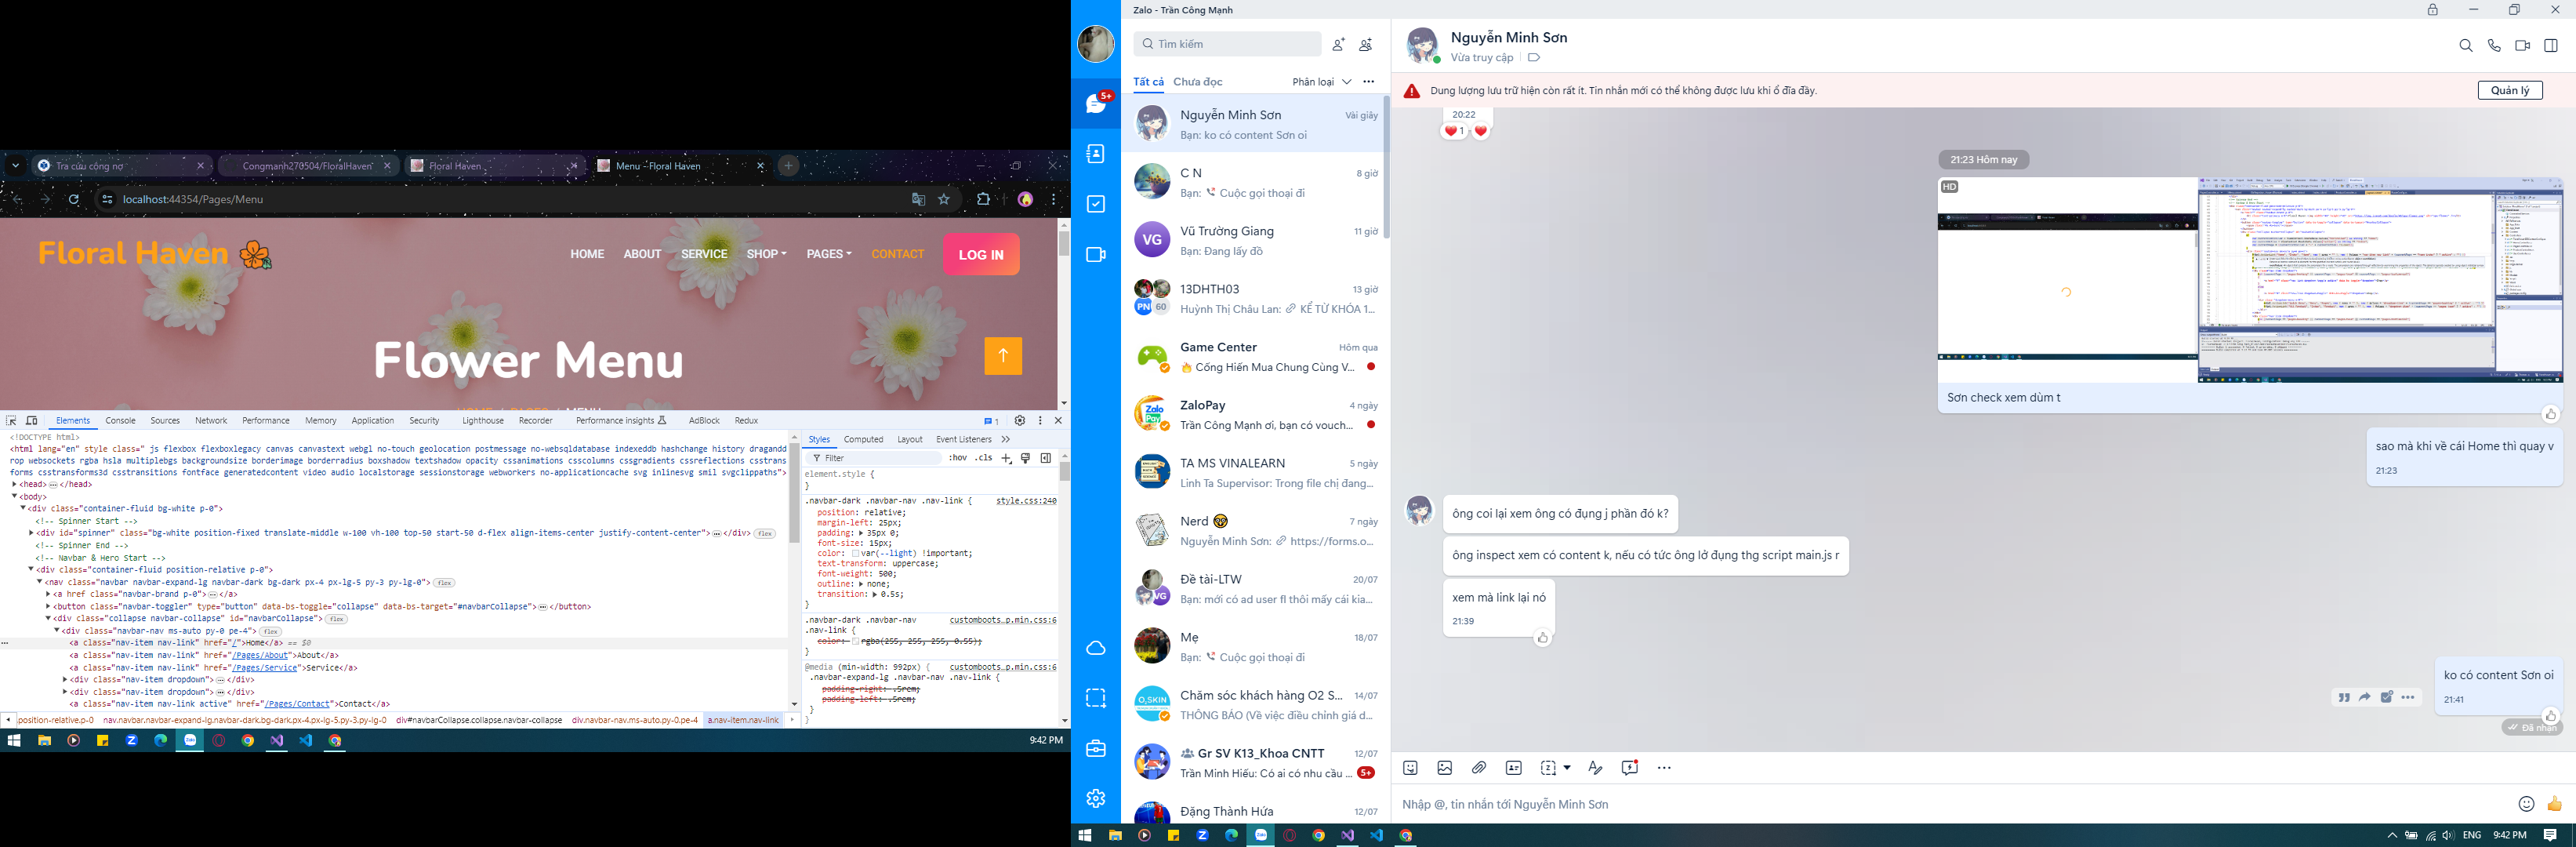 Tra cứu công nợ
Congmanh270504/FloralHaven
Floral Haven
Menu - Floral Haven
localhost:44354/Pages/Menu
Floral Haven
HOME
ABOUT
SERVICE
SHOP
PAGES
CONTACT
LOG IN
Flower Menu
Elements
Console
Sources
Network
Performance
Memory
Application
Security
Lighthouse
Recorder
Performance insights
AdBlock
Redux
1
<!DOCTYPE html>
<html lang="en" style class=" js flexbox flexboxlegacy canvas canvastext webgl no-touch geolocation postmessage no-websqldatabase indexeddb hashchange history dragand
rop websockets rgba hsla multiplebgs backgroundsize borderimage borderradius boxshadow textshadow opacity cssanimations csscolumns cssgradients cssreflections csstrans
forms csstransforms3d csstransitions fontface generatedcontent video audio localstorage sessionstorage webworkers no-applicationcache svg inlinesvg smil svgclippaths">
<head></head>
<body>
<div class="container-fluid bg-white p-0">
<!-- Spinner Start -->
<div id="spinner" class="bg-white position-fixed translate-middle w-100 vh-100 top-50 start-50 d-flex align-items-center justify-content-center"></div> flex
<!-- Spinner End -->
<!-- Navbar & Hero Start -->
<div class="container-fluid position-relative p-0">
<nav class="navbar navbar-expand-lg navbar-dark bg-dark px-4 px-lg-5 py-3 py-lg-0"> flex
<a href class="navbar-brand p-0"></a>
<button class="navbar-toggler" type="button" data-bs-toggle="collapse" data-bs-target="#navbarCollapse"></button>
<div class="collapse navbar-collapse" id="navbarCollapse"> flex
<div class="navbar-nav ms-auto py-0 pe-4"> flex
<a class="nav-item nav-link" href="/">Home</a> == $0
<a class="nav-item nav-link" href="/Pages/About">About</a>
<a class="nav-item nav-link" href="/Pages/Service">Service</a>
<div class="nav-item dropdown"></div>
<div class="nav-item dropdown"></div>
<a class="nav-item nav-link active" href="/Pages/Contact">Contact</a>
.position-relative.p-0
nav.navbar.navbar-expand-lg.navbar-dark.bg-dark.px-4.px-lg-5.py-3.py-lg-0
div#navbarCollapse.collapse.navbar-collapse
div.navbar-nav.ms-auto.py-0.pe-4
a.nav-item.nav-link
Styles
Computed
Layout
Event Listeners
Filter
:hov .cls
element.style {
}
.navbar-dark .navbar-nav .nav-link { style.css:240
position: relative;
margin-left: 25px;
padding: 35px 0;
font-size: 15px;
color: var(--light) !important;
text-transform: uppercase;
font-weight: 500;
outline: none;
transition: 0.5s;
}
.navbar-dark .navbar-nav customboots…p.min.css:6
.nav-link {
color: rgba(255, 255, 255, 0.55);
}
@media (min-width: 992px) { customboots…p.min.css:6
.navbar-expand-lg .navbar-nav .nav-link {
padding-right: .5rem;
padding-left: .5rem;
}
}
9:42 PM
Zalo - Trần Công Mạnh
5+
Tìm kiếm
Tất cả
Chưa đọc
Phân loại
Nguyễn Minh Sơn
Vài giây
Bạn: ko có content Sơn oi
C N
8 giờ
Bạn: Cuộc gọi thoại đi
VG
Vũ Trường Giang
11 giờ
Bạn: Đang lấy đồ
PN 60
13DHTH03
13 giờ
Huỳnh Thị Châu Lan: KỂ TỪ KHÓA 1...
Game Center
Hôm qua
Cống Hiến Mua Chung Cùng V...
Zalo Pay
ZaloPay
4 ngày
Trần Công Mạnh ơi, bạn có vouch...
TA MS VINALEARN
5 ngày
Linh Ta Supervisor: Trong file chị đang...
Nerd
7 ngày
Nguyễn Minh Sơn: https://forms.o...
VG
Đề tài-LTW
20/07
Bạn: mới có ad user fl thôi mấy cái kia...
Mẹ
18/07
Bạn: Cuộc gọi thoại đi
O2SKIN
Chăm sóc khách hàng O2 S...
14/07
THÔNG BÁO (Về việc điều chỉnh giá d...
Gr SV K13_Khoa CNTT
12/07
Trần Minh Hiếu: Có ai có nhu cầu ...
5+
Đặng Thành Hứa
12/07
Nguyễn Minh Sơn
Vừa truy cập
Dung lượng lưu trữ hiện còn rất ít. Tin nhắn mới có thể không được lưu khi ổ đĩa đầy.
Quản lý
20:22
1
21:23 Hôm nay
HD
Sơn check xem dùm t
sao mà khi về cái Home thì quay v
21:23
ông coi lại xem ông có đụng j phần đó k?
ông inspect xem có content k, nếu có tức ông lở đụng thg script main.js r
xem mà link lại nó
21:39
ko có content Sơn oi
21:41
Đã nhận
Nhập @, tin nhắn tới Nguyễn Minh Sơn
ENG
9:42 PM